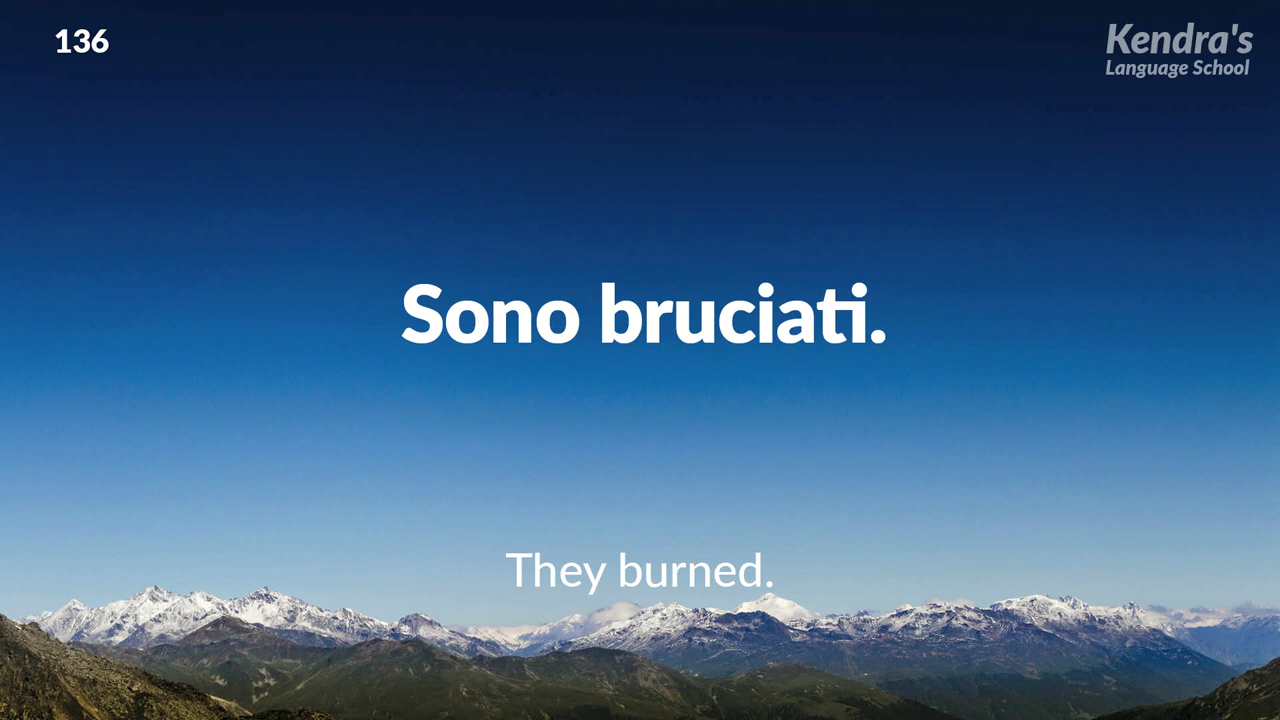 136
Kendra's
Language School
Sono bruciati.
They burned.